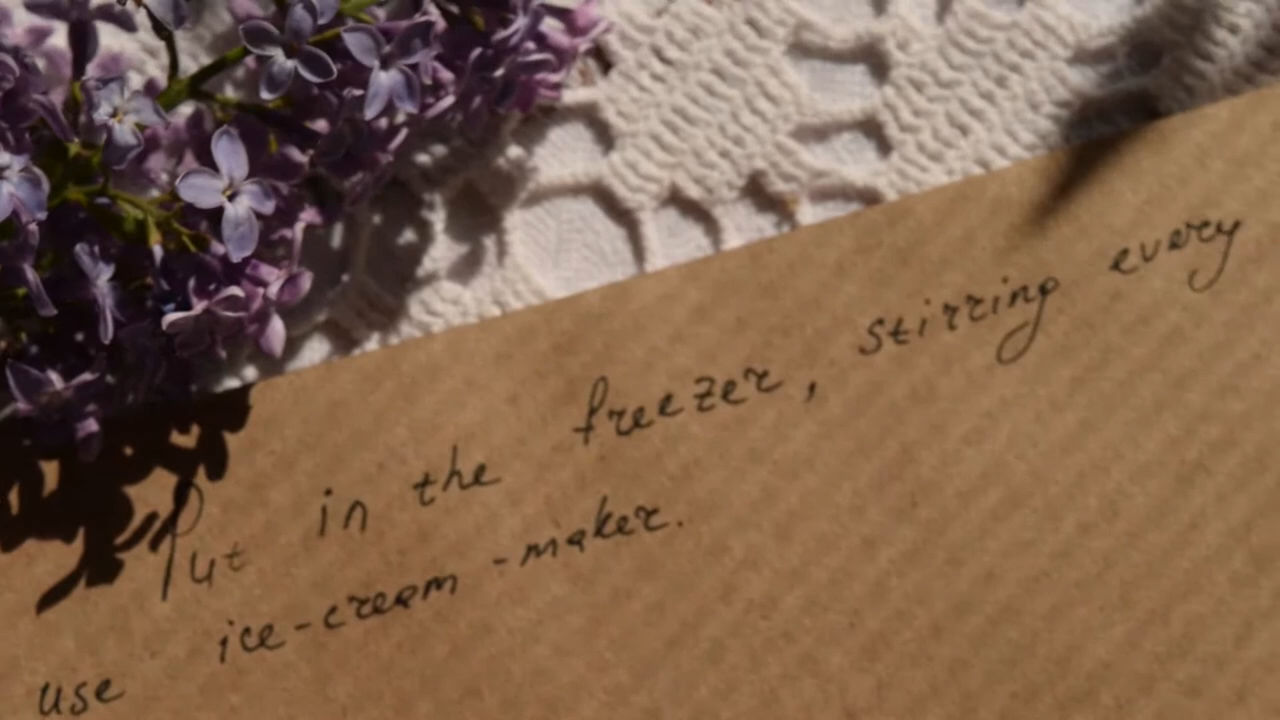 Put in the freezer, stirring every
use ice-cream-maker.